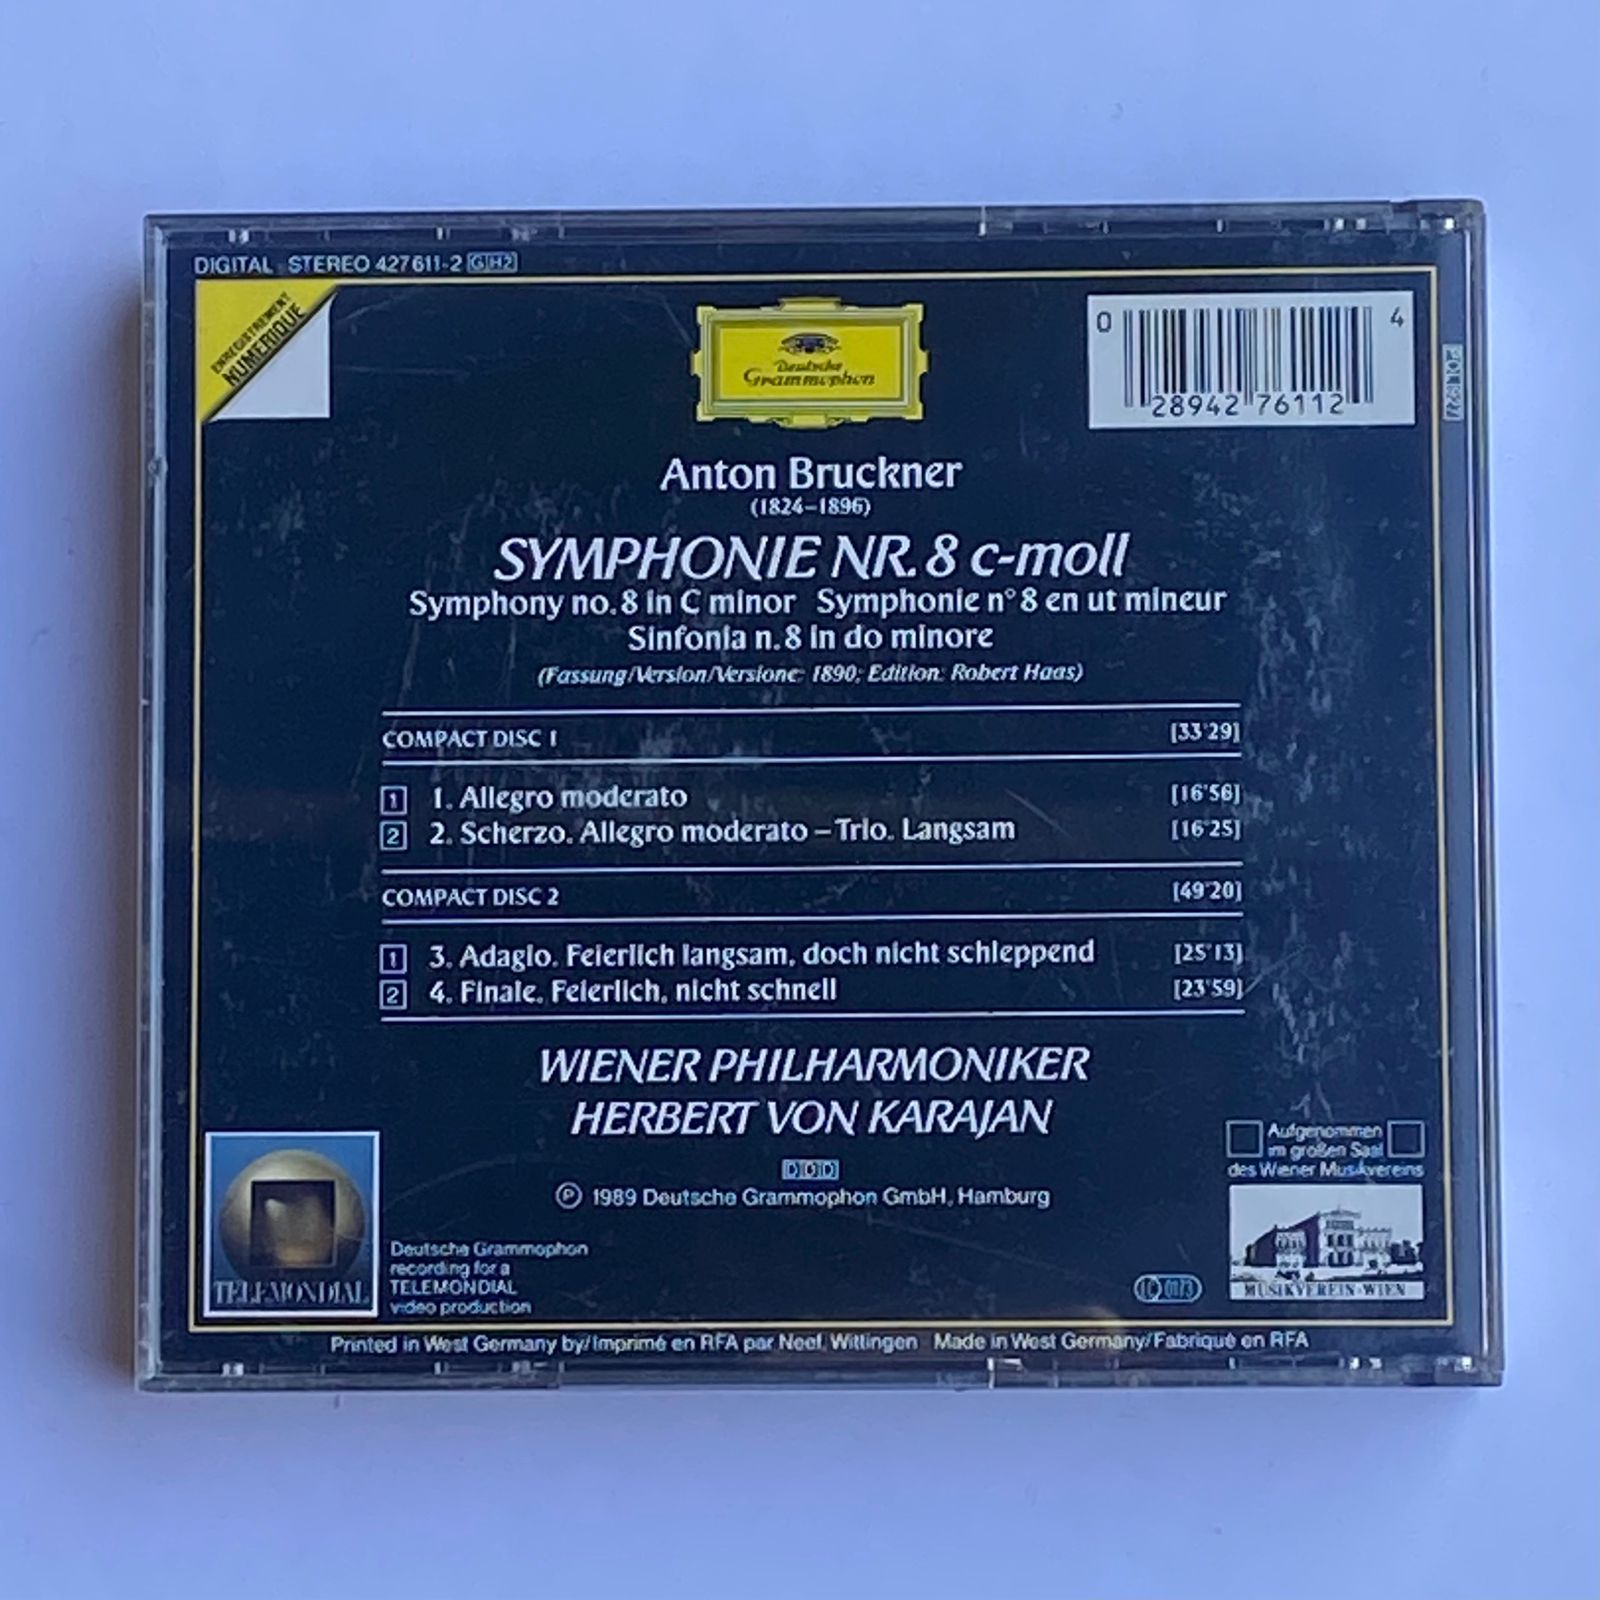 DIGITAL STEREO 427 611-2 GH2
ENREGISTREMENT
NUMERIQUE
Deutsche
Grammophon
0 28942 76112 4
Anton Bruckner
(1824–1896)
SYMPHONIE NR. 8 c-moll
Symphony no. 8 in C minor Symphonie n° 8 en ut mineur
Sinfonia n. 8 in do minore
(Fassung/Version/Versione: 1890; Edition: Robert Haas)
COMPACT DISC 1 [33'29]
1 1. Allegro moderato [16'56]
2 2. Scherzo. Allegro moderato – Trio. Langsam [16'25]
COMPACT DISC 2 [49'20]
1 3. Adagio. Feierlich langsam, doch nicht schleppend [25'13]
2 4. Finale. Feierlich, nicht schnell [23'59]
WIENER PHILHARMONIKER
HERBERT VON KARAJAN
DDD
Ⓟ 1989 Deutsche Grammophon GmbH, Hamburg
TELEMONDIAL
Deutsche Grammophon
recording for a
TELEMONDIAL
video production
Aufgenommen
im großen Saal
des Wiener Musikvereins
MUSIKVEREIN·WIEN
Printed in West Germany by/Imprimé en RFA par Neef, Wittingen Made in West Germany/Fabriqué en RFA